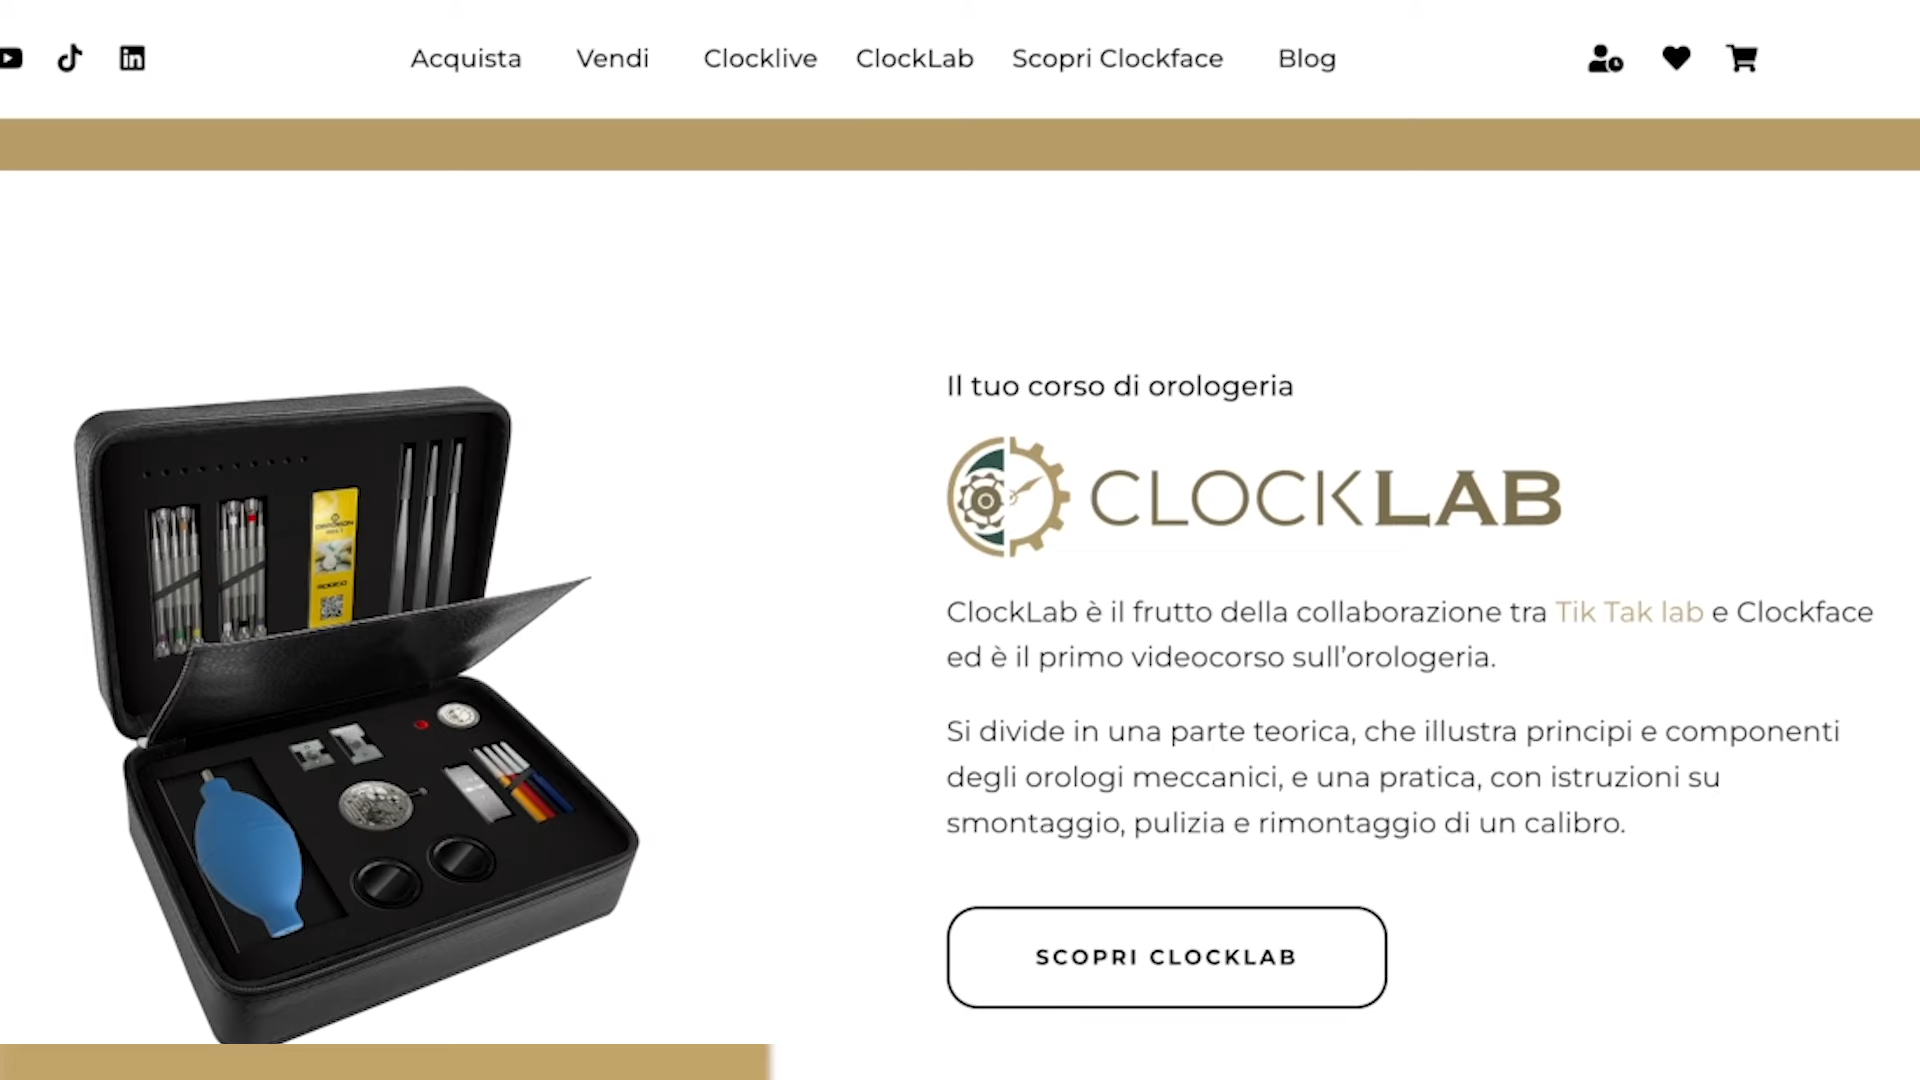 Acquista Vendi Clocklive ClockLab Scopri Clockface Blog
Il tuo corso di orologeria
CLOCKLAB
ClockLab è il frutto della collaborazione tra Tik Tak lab e Clockface
ed è il primo videocorso sull’orologeria.
Si divide in una parte teorica, che illustra principi e componenti
degli orologi meccanici, e una pratica, con istruzioni su
smontaggio, pulizia e rimontaggio di un calibro.
SCOPRI CLOCKLAB